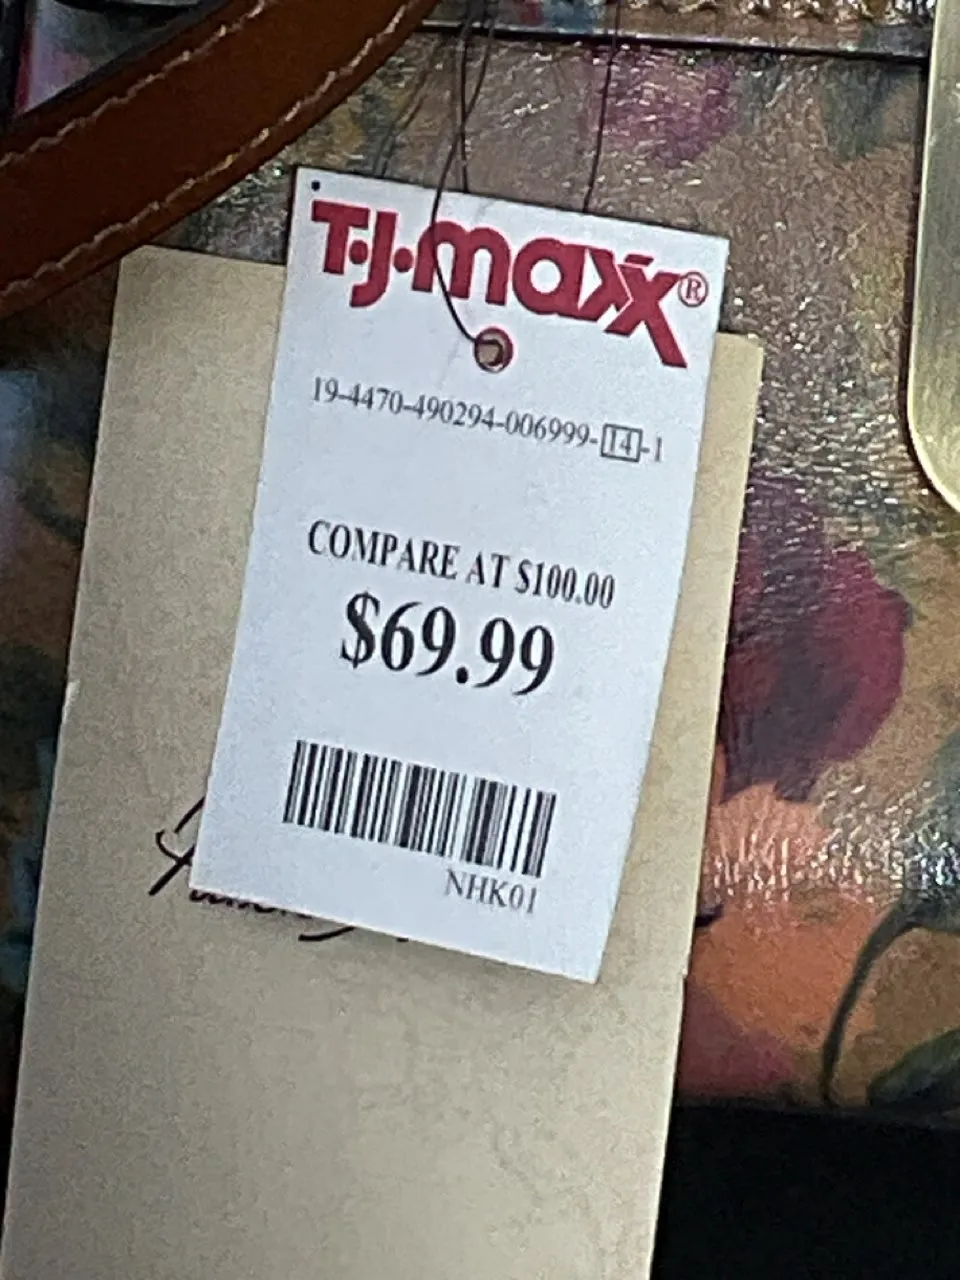 T·J·maxx®
19-4470-490294-006999-14-1
COMPARE AT $100.00
$69.99
NHK01